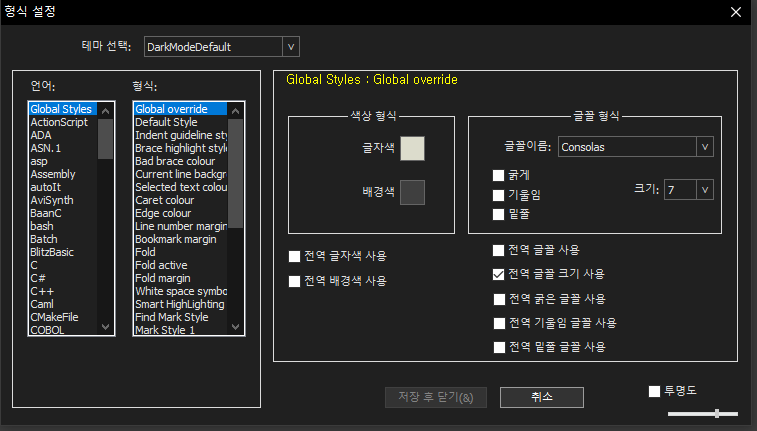 형식 설정
테마 선택: DarkModeDefault
언어:
Global Styles
ActionScript
ADA
ASN.1
asp
Assembly
autoIt
AviSynth
BaanC
bash
Batch
BlitzBasic
C
C#
C++
Caml
CMakeFile
COBOL
형식:
Global override
Default Style
Indent guideline sty
Brace highlight style
Bad brace colour
Current line backgr
Selected text colou
Caret colour
Edge colour
Line number margin
Bookmark margin
Fold
Fold active
Fold margin
White space symbo
Smart HighLighting
Find Mark Style
Mark Style 1
Global Styles : Global override
색상 형식
글자색
배경색
전역 글자색 사용
전역 배경색 사용
글꼴 형식
글꼴이름: Consolas
굵게
기울임
밑줄
크기: 7
전역 글꼴 사용
전역 글꼴 크기 사용
전역 굵은 글꼴 사용
전역 기울임 글꼴 사용
전역 밑줄 글꼴 사용
저장 후 닫기(&)
취소
투명도